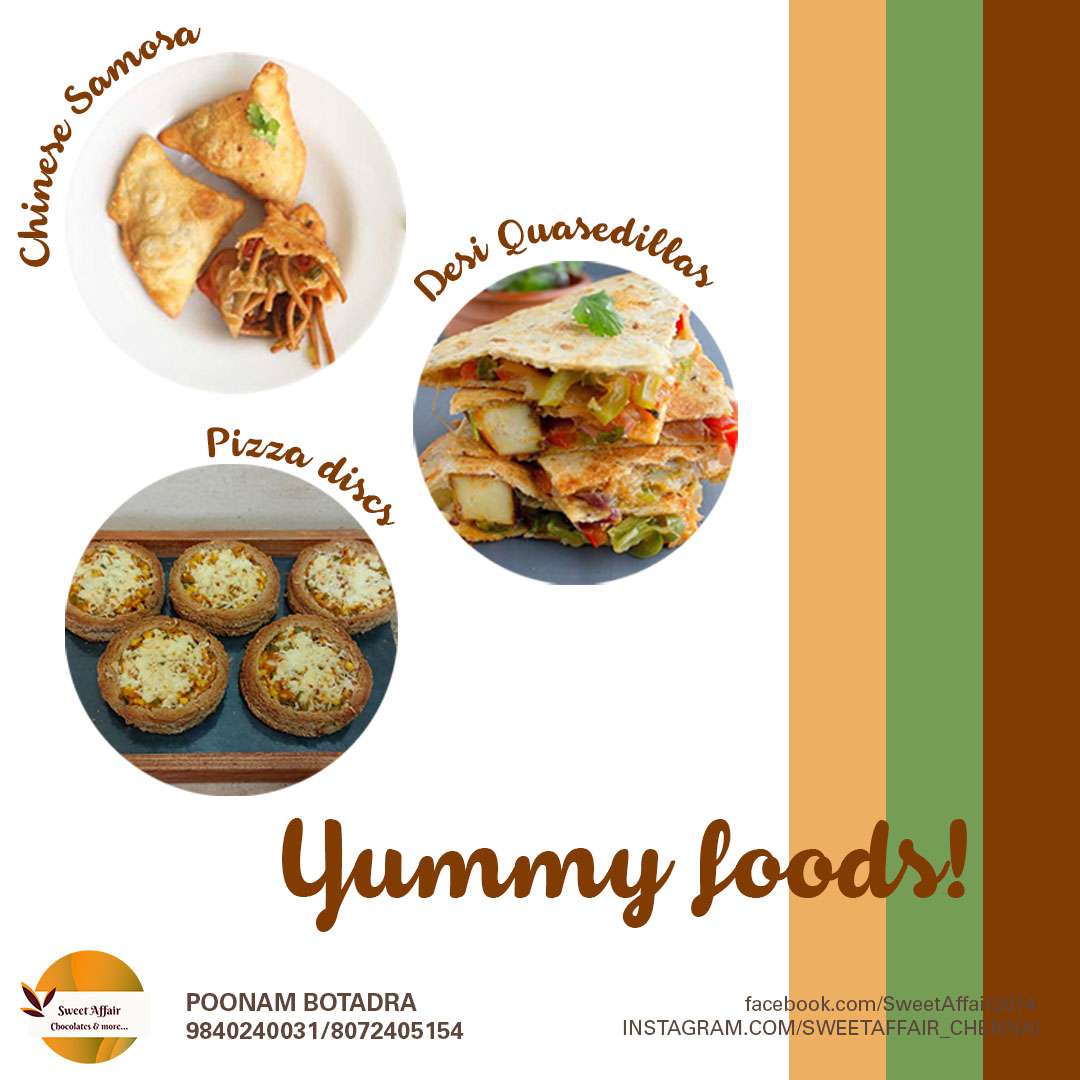 Chinese Samosa
Desi Quasedillas
Pizza discs
Yummy foods!
Sweet Affair
Chocolates & more...
POONAM BOTADRA
9840240031/8072405154
facebook.com/SweetAffair2014
INSTAGRAM.COM/SWEETAFFAIR_CHENNAI